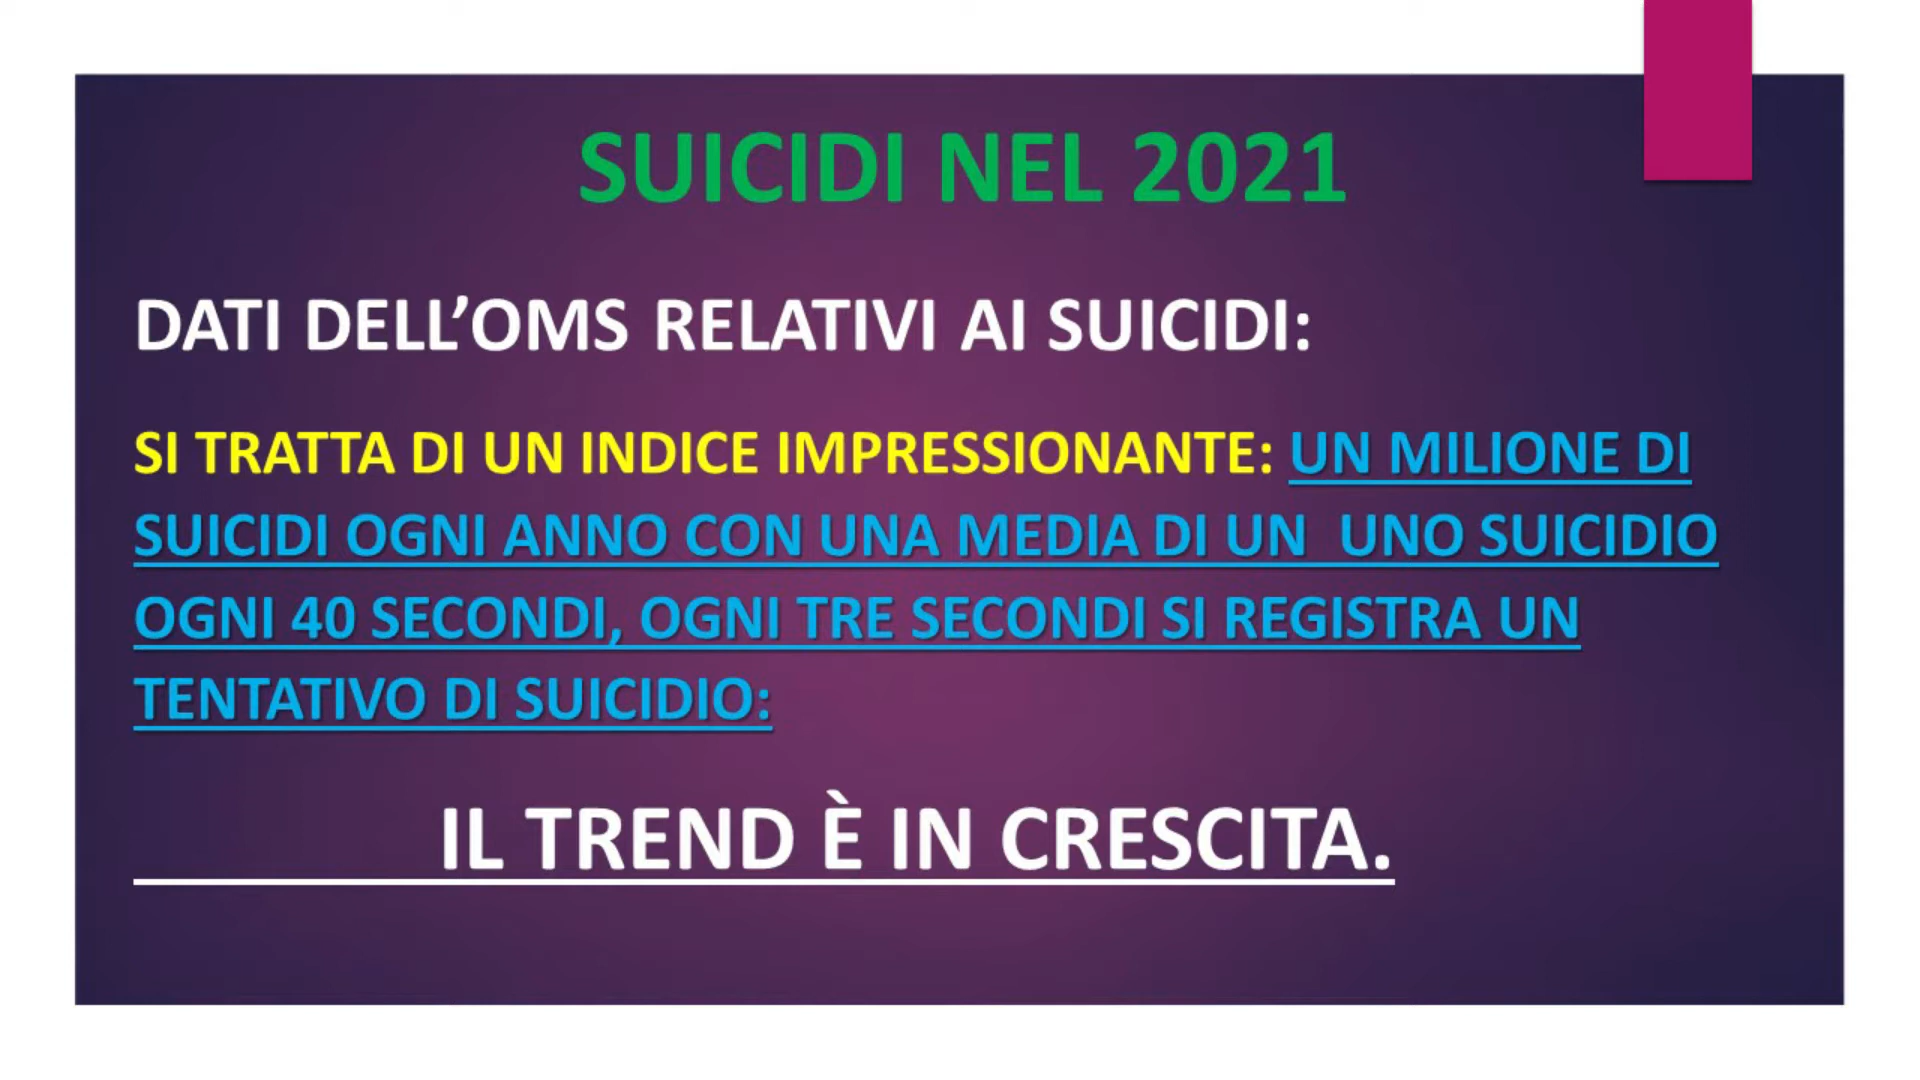 SUICIDI NEL 2021
DATI DELL’OMS RELATIVI AI SUICIDI:
SI TRATTA DI UN INDICE IMPRESSIONANTE: UN MILIONE DI
SUICIDI OGNI ANNO CON UNA MEDIA DI UN  UNO SUICIDIO
OGNI 40 SECONDI, OGNI TRE SECONDI SI REGISTRA UN
TENTATIVO DI SUICIDIO:
IL TREND È IN CRESCITA.